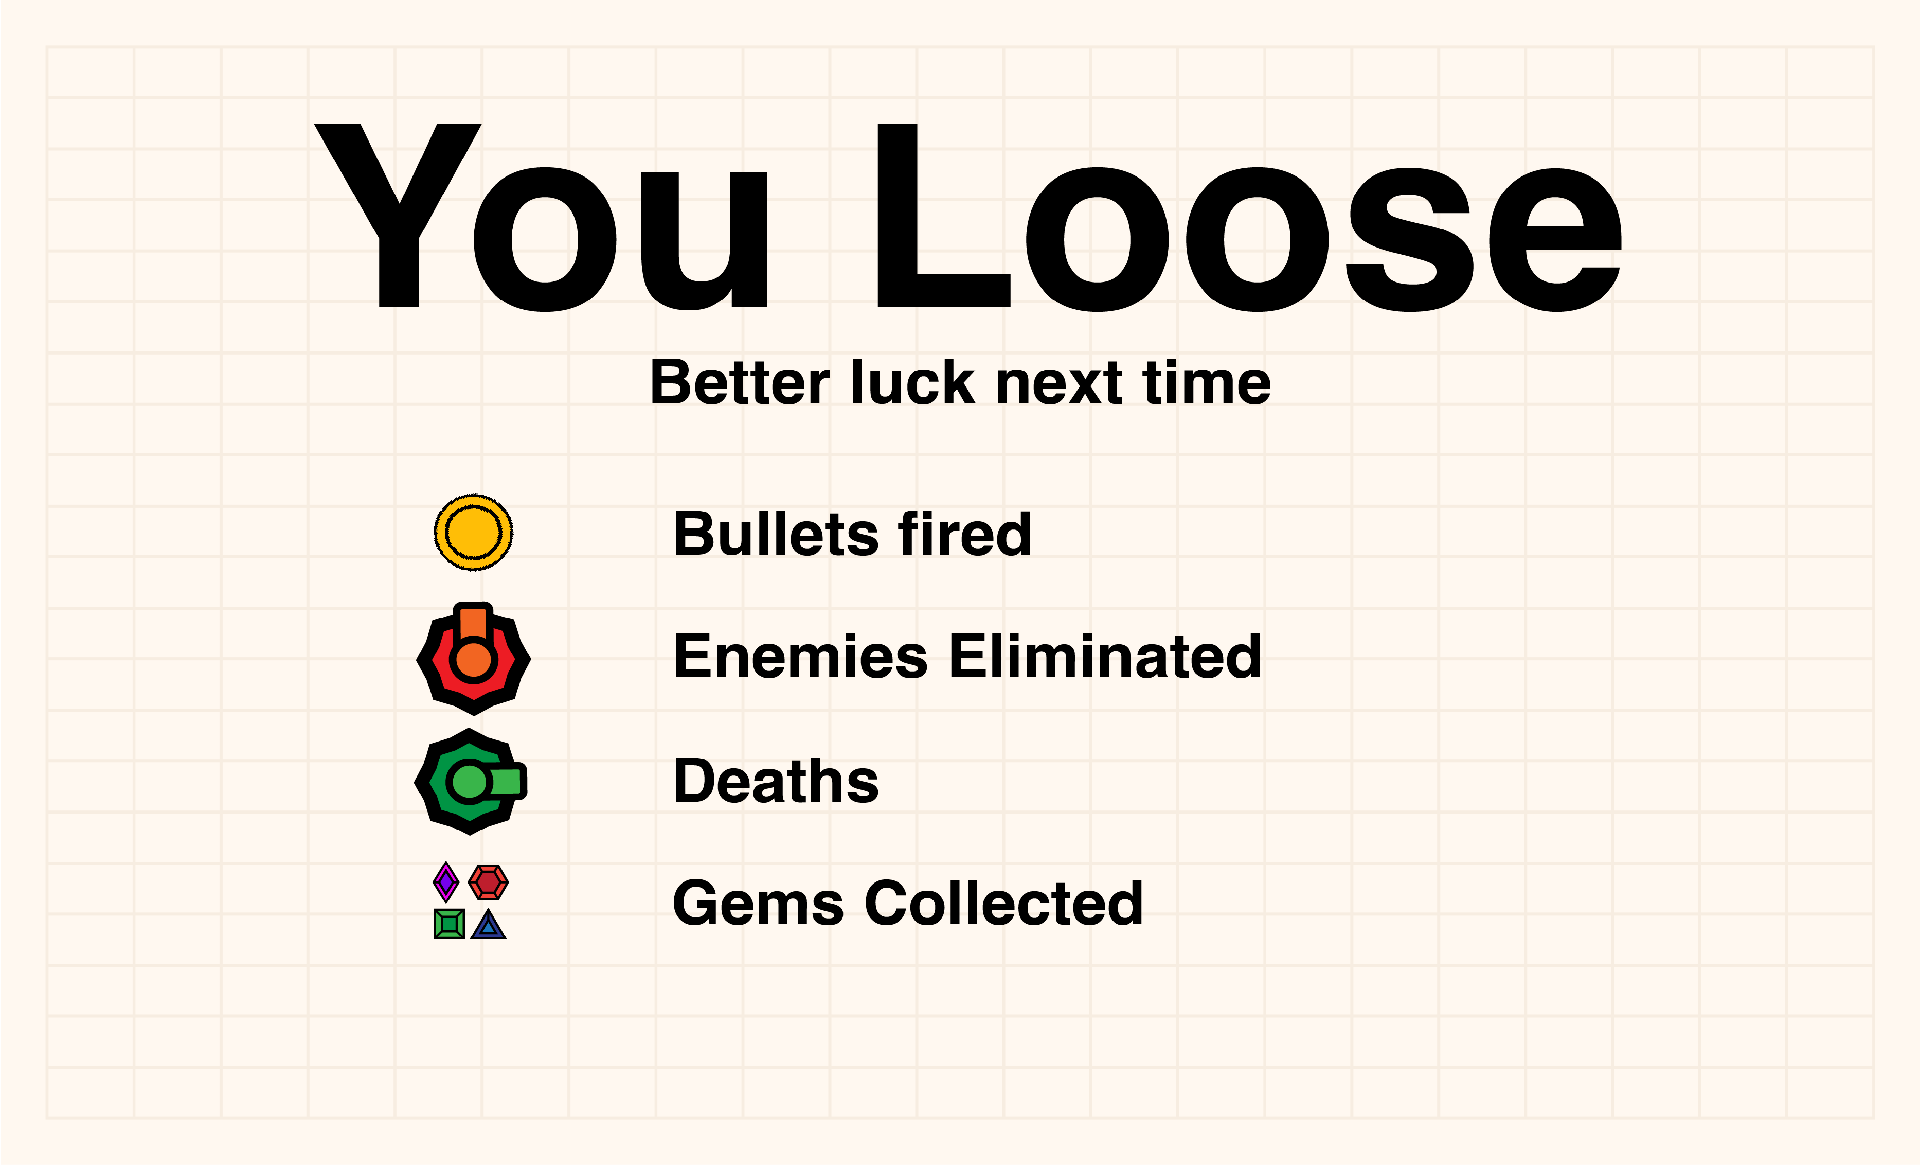 You Loose
Better luck next time
Bullets fired
Enemies Eliminated
Deaths
Gems Collected